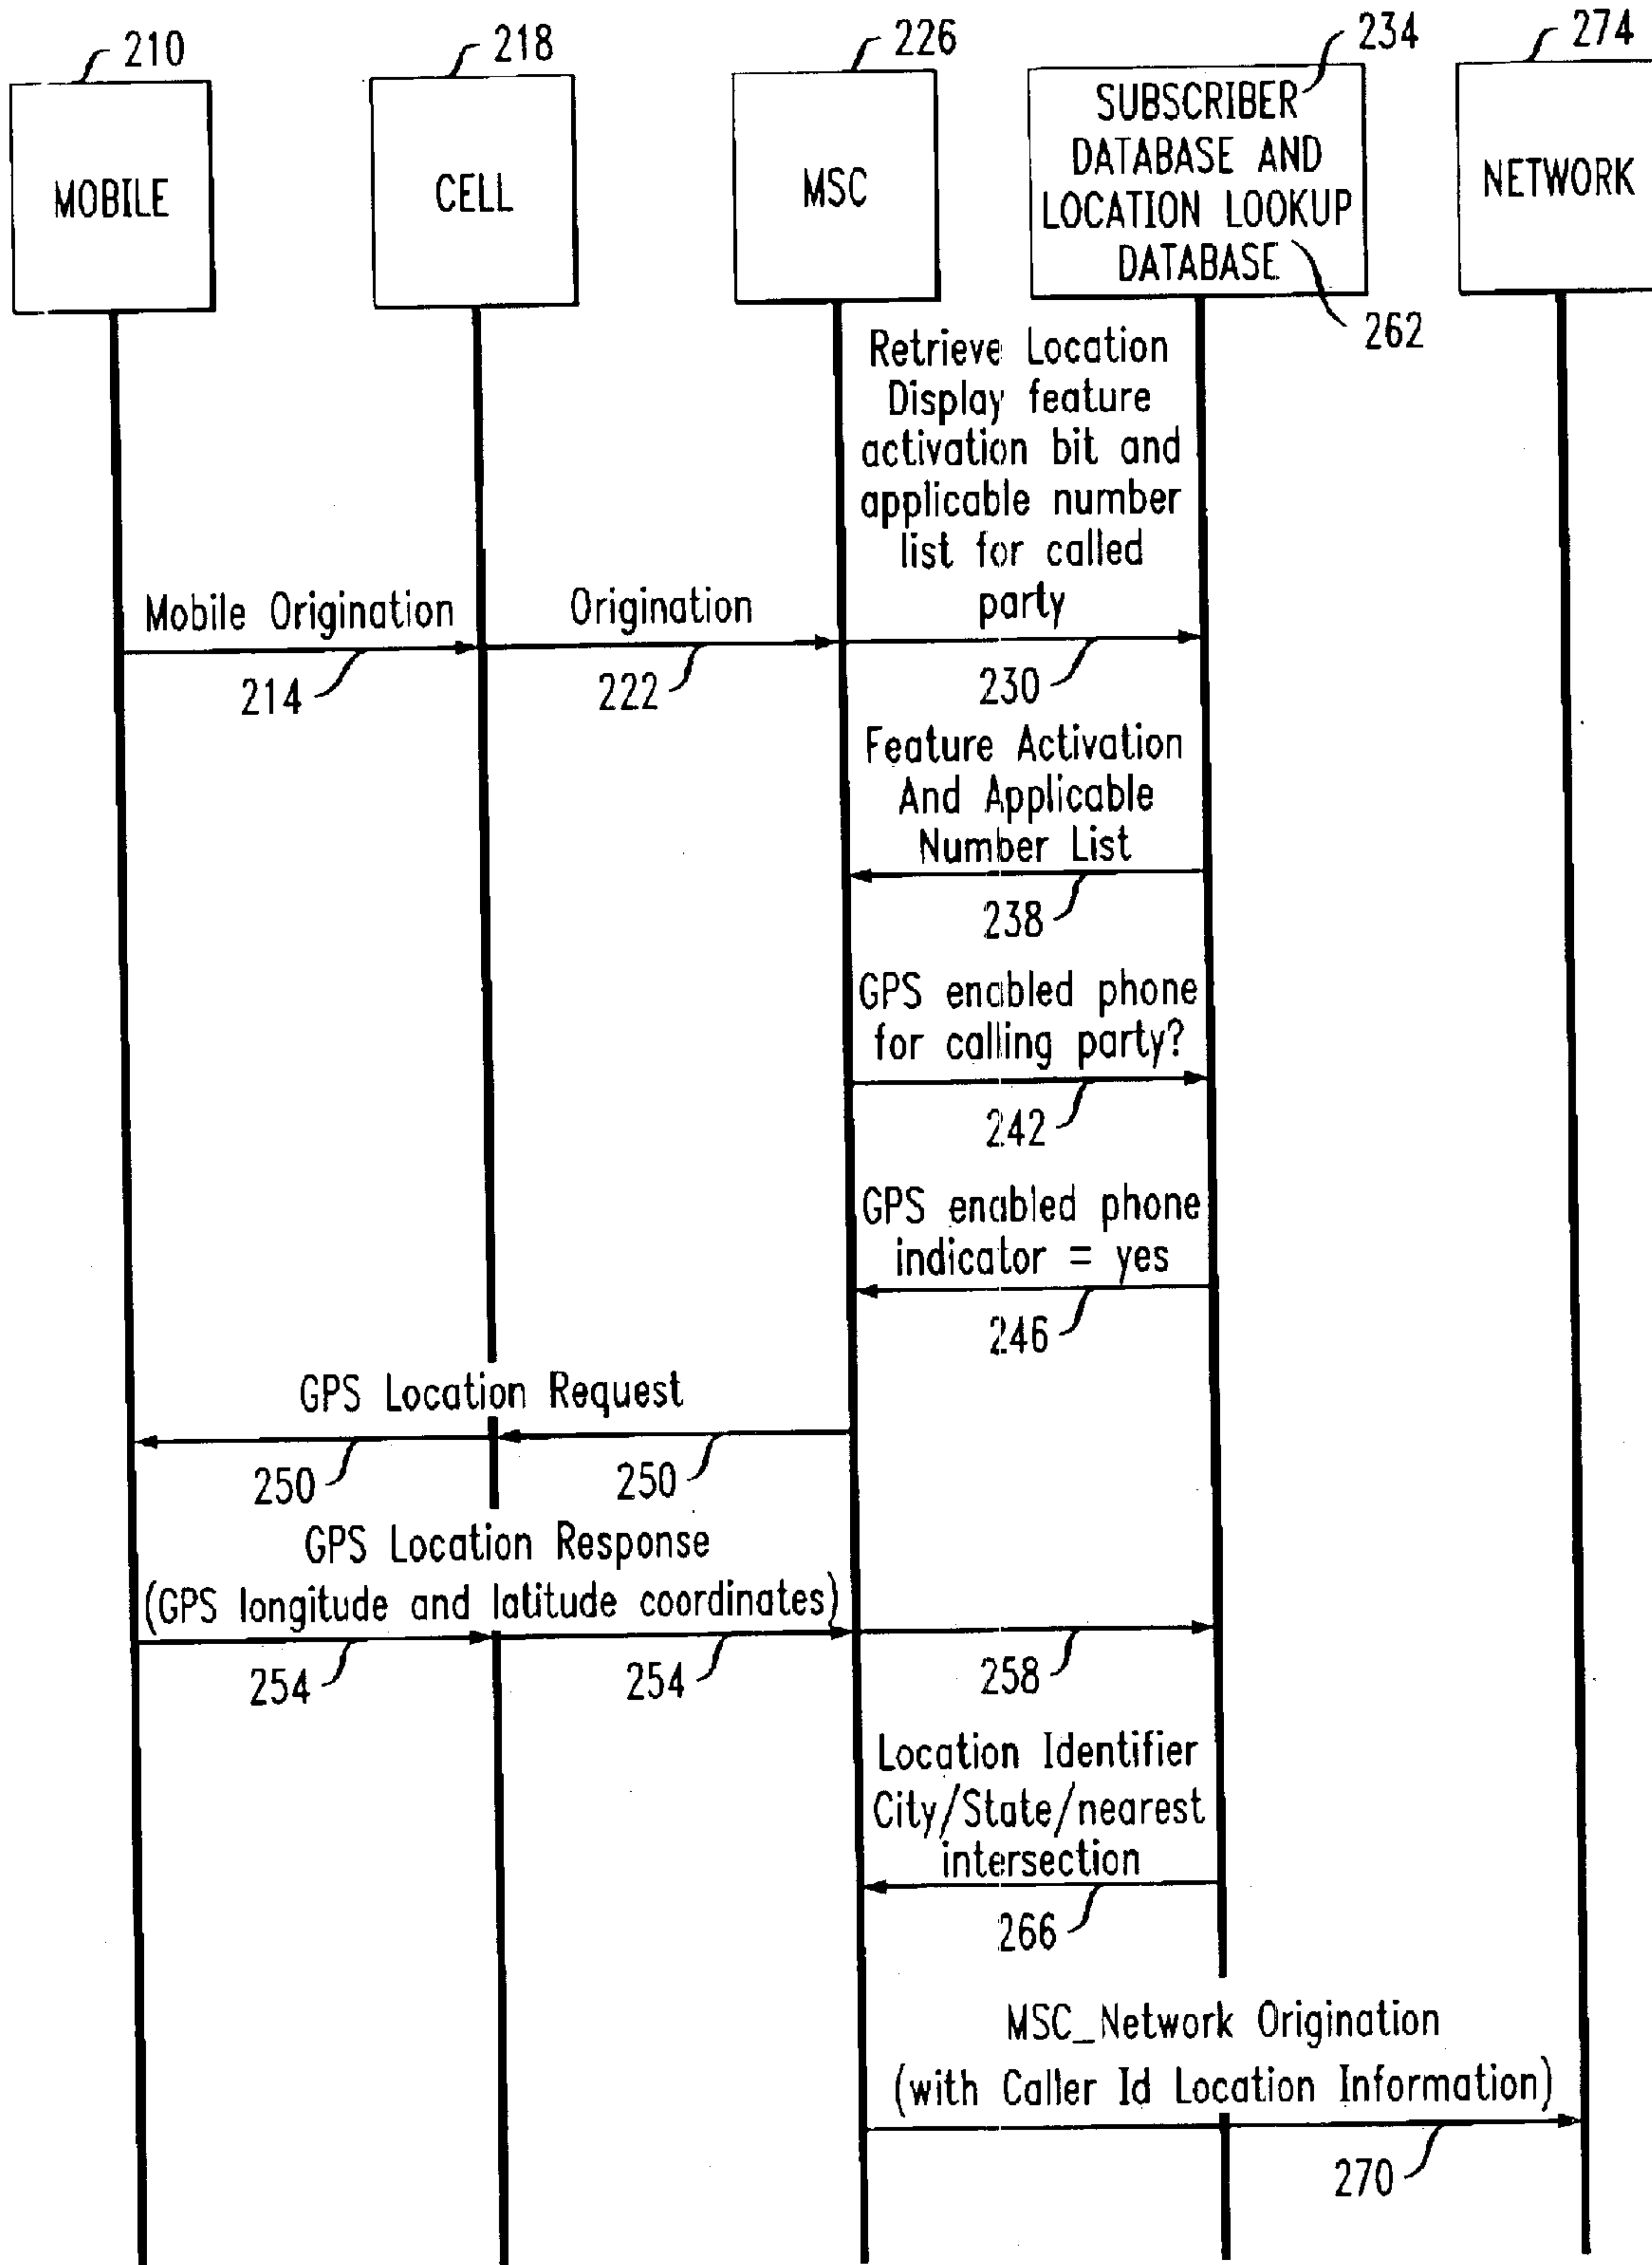 210
218
226
234
274
MOBILE
CELL
MSC
SUBSCRIBER
DATABASE AND
LOCATION LOOKUP
DATABASE
NETWORK
262
Retrieve Location
Display feature
activation bit and
applicable number
list for called
party
Mobile Origination
Origination
214
222
230
Feature Activation
And Applicable
Number List
238
GPS enabled phone
for calling party?
242
GPS enabled phone
indicator = yes
246
GPS Location Request
250
250
GPS Location Response
(GPS longitude and latitude coordinates)
254
254
258
Location Identifier
City/State/nearest
intersection
266
MSC_Network Origination
(with Caller Id Location Information)
270